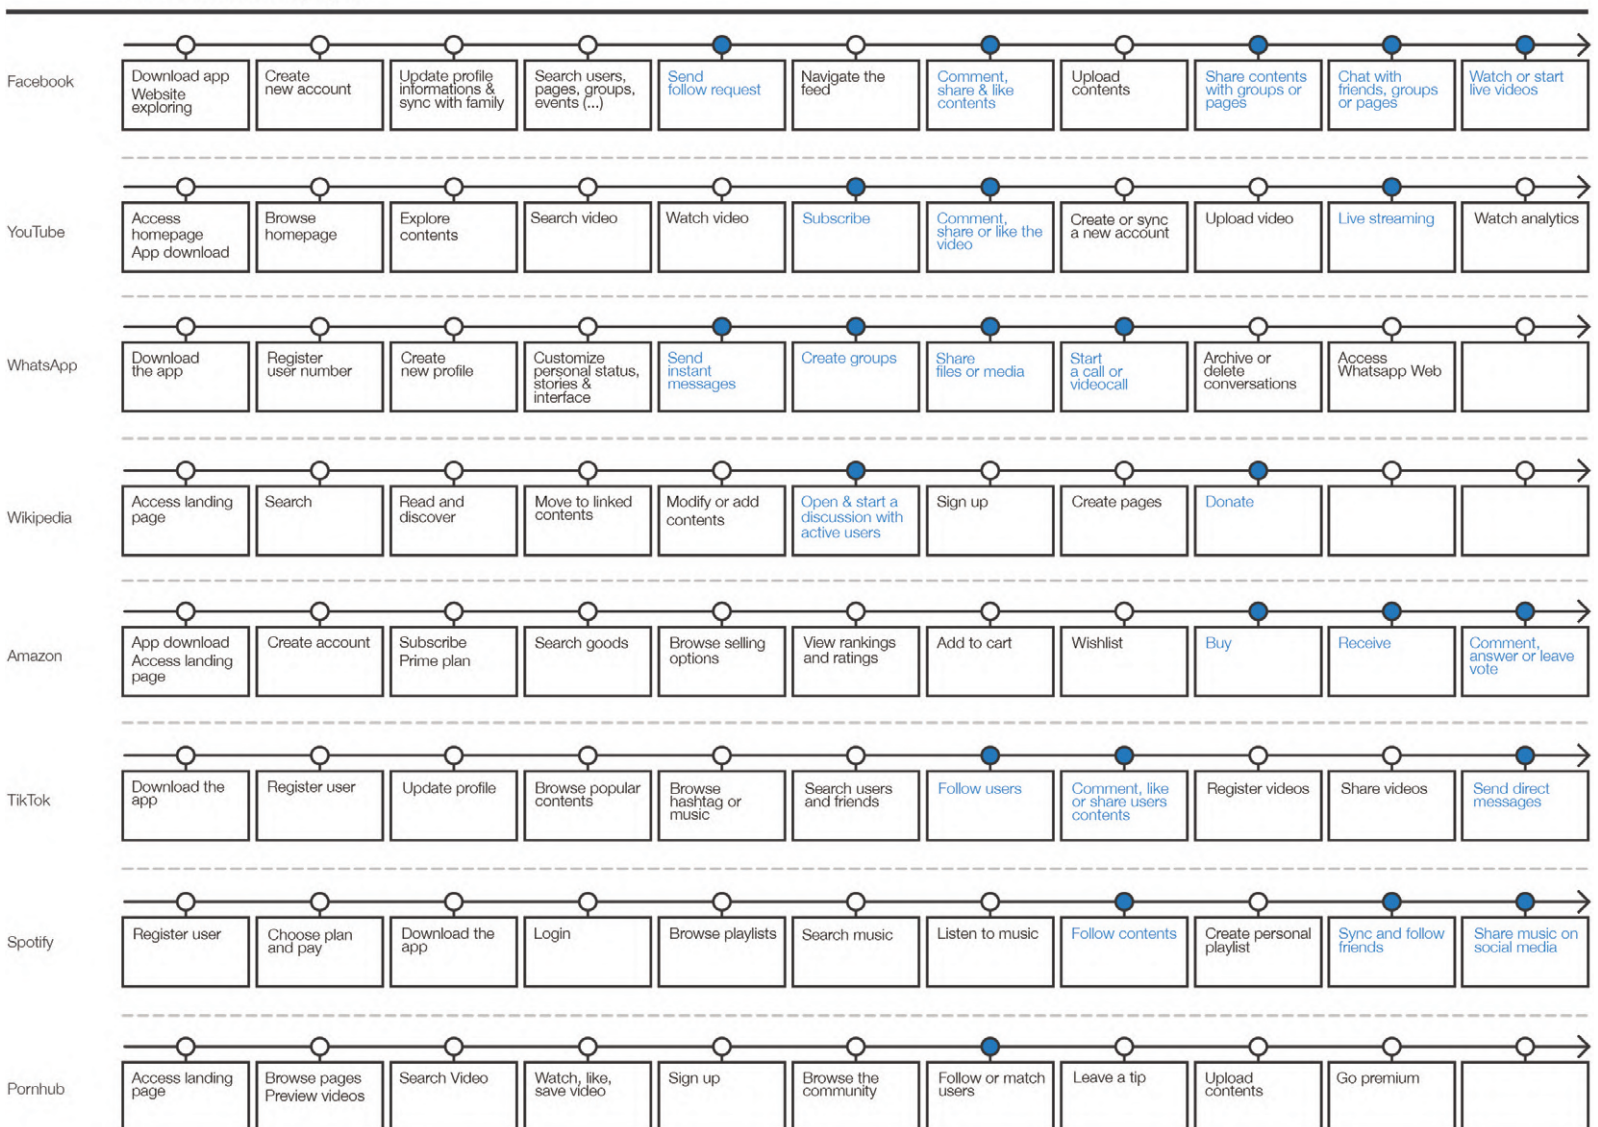 Facebook
Download app
Website
exploring
Create
new account
Update profile
informations &
sync with family
Search users,
pages, groups,
events (...)
Send
follow request
Navigate the
feed
Comment,
share & like
contents
Upload
contents
Share contents
with groups or
pages
Chat with
friends, groups
or pages
Watch or start
live videos
YouTube
Access
homepage
App download
Browse
homepage
Explore
contents
Search video
Watch video
Subscribe
Comment,
share or like the
video
Create or sync
a new account
Upload video
Live streaming
Watch analytics
WhatsApp
Download
the app
Register
user number
Create
new profile
Customize
personal status,
stories &
interface
Send
instant
messages
Create groups
Share
files or media
Start
a call or
videocall
Archive or
delete
conversations
Access
Whatsapp Web
Wikipedia
Access landing
page
Search
Read and
discover
Move to linked
contents
Modify or add
contents
Open & start a
discussion with
active users
Sign up
Create pages
Donate
Amazon
App download
Access landing
page
Create account
Subscribe
Prime plan
Search goods
Browse selling
options
View rankings
and ratings
Add to cart
Wishlist
Buy
Receive
Comment,
answer or leave
vote
TikTok
Download the
app
Register user
Update profile
Browse popular
contents
Browse
hashtag or
music
Search users
and friends
Follow users
Comment, like
or share users
contents
Register videos
Share videos
Send direct
messages
Spotify
Register user
Choose plan
and pay
Download the
app
Login
Browse playlists
Search music
Listen to music
Follow contents
Create personal
playlist
Sync and follow
friends
Share music on
social media
Pornhub
Access landing
page
Browse pages
Preview videos
Search Video
Watch, like,
save video
Sign up
Browse the
community
Follow or match
users
Leave a tip
Upload
contents
Go premium